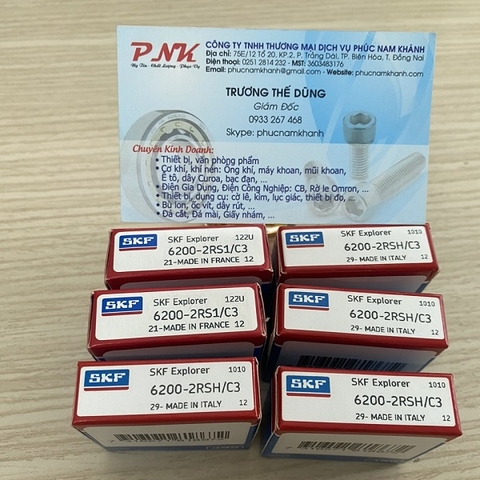 PNK
Uy Tín - Chất Lượng - Phục Vụ
CÔNG TY TNHH THƯƠNG MẠI DỊCH VỤ PHÚC NAM KHÁNH
Địa chỉ: 75E/12 Tổ 20, KP.2, P. Trảng Dài, TP. Biên Hòa, T. Đồng Nai
Điện thoại: 0251 2814 232 - MST: 3603483176
Email: phucnamkhanh@gmail.com - Website: phucnamkhanh.com
TRƯƠNG THẾ DŨNG
Giám Đốc
0933 267 468
Skype: phucnamkhanh
Chuyên Kinh Doanh:
• Thiết bị, văn phòng phẩm
• Cơ khí, khí nén: Ống khí, máy khoan, mũi khoan,
Ê tô, dây Curoa, bạc đạn, ...
• Điện Gia Dụng, Điện Công Nghiệp: CB, Rờ le Omron, ...
• Thiết bị, dụng cụ: cờ lê, kìm, lục giác, thiết bị đo,
• Bù lon, ốc vít, dây rút, ...
• Đá cắt, Đá mài, Giấy nhám, ...
SKF
SKF Explorer
122U
6200-2RS1/C3
21-MADE IN FRANCE 12
SKF
SKF Explorer
1010
6200-2RSH/C3
29- MADE IN ITALY 12
SKF
SKF Explorer
122U
6200-2RS1/C3
21-MADE IN FRANCE 12
SKF
SKF Explorer
1010
6200-2RSH/C3
29- MADE IN ITALY 12
SKF
SKF Explorer
1010
6200-2RSH/C3
29- MADE IN ITALY 12
SKF
SKF Explorer
1010
6200-2RSH/C3
29- MADE IN ITALY 12